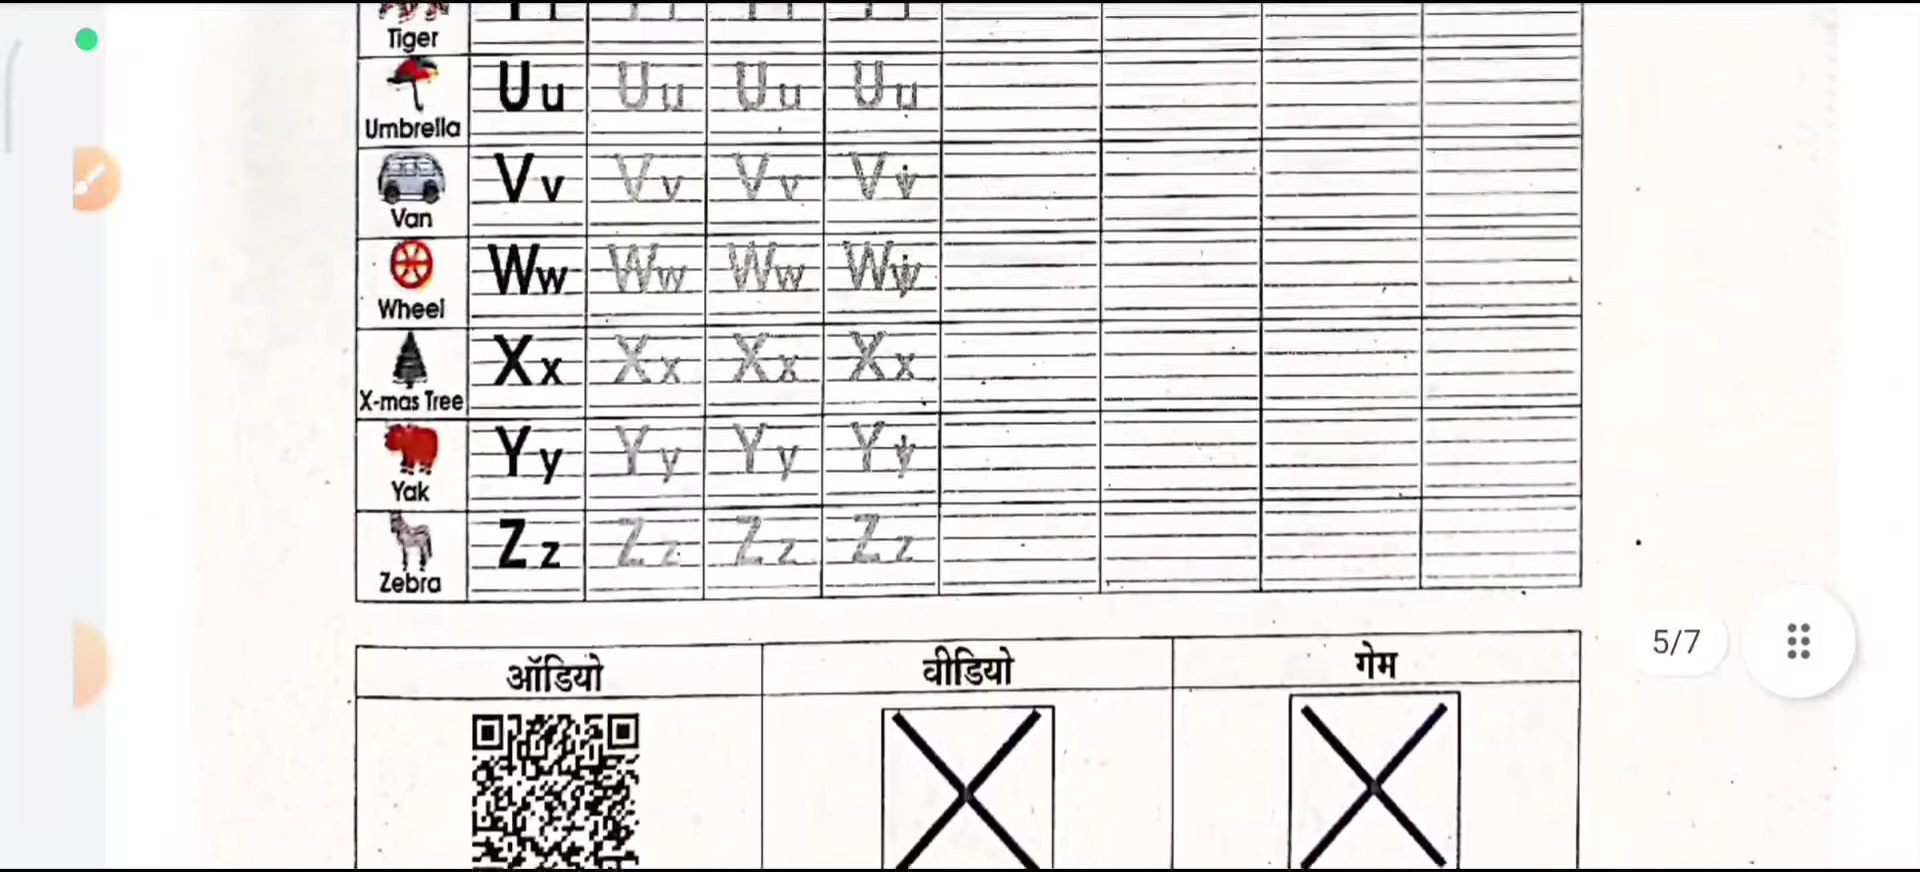 Tiger
Uu Uu Uu Uu
Umbrella
Vv Vv Vv Vv
Van
Ww Ww Ww Ww
Wheel
Xx Xx Xx Xx
X-mas Tree
Yy Yy Yy Yy
Yak
Zz Zz Zz Zz
Zebra
5/7
ऑडियो वीडियो गेम